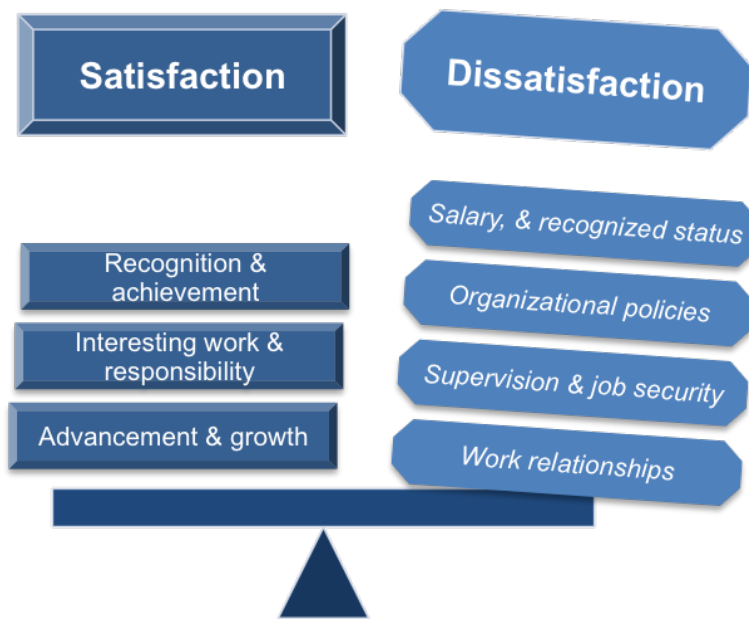 Satisfaction
Dissatisfaction
Recognition &
achievement
Interesting work &
responsibility
Advancement & growth
Salary, & recognized status
Organizational policies
Supervision & job security
Work relationships